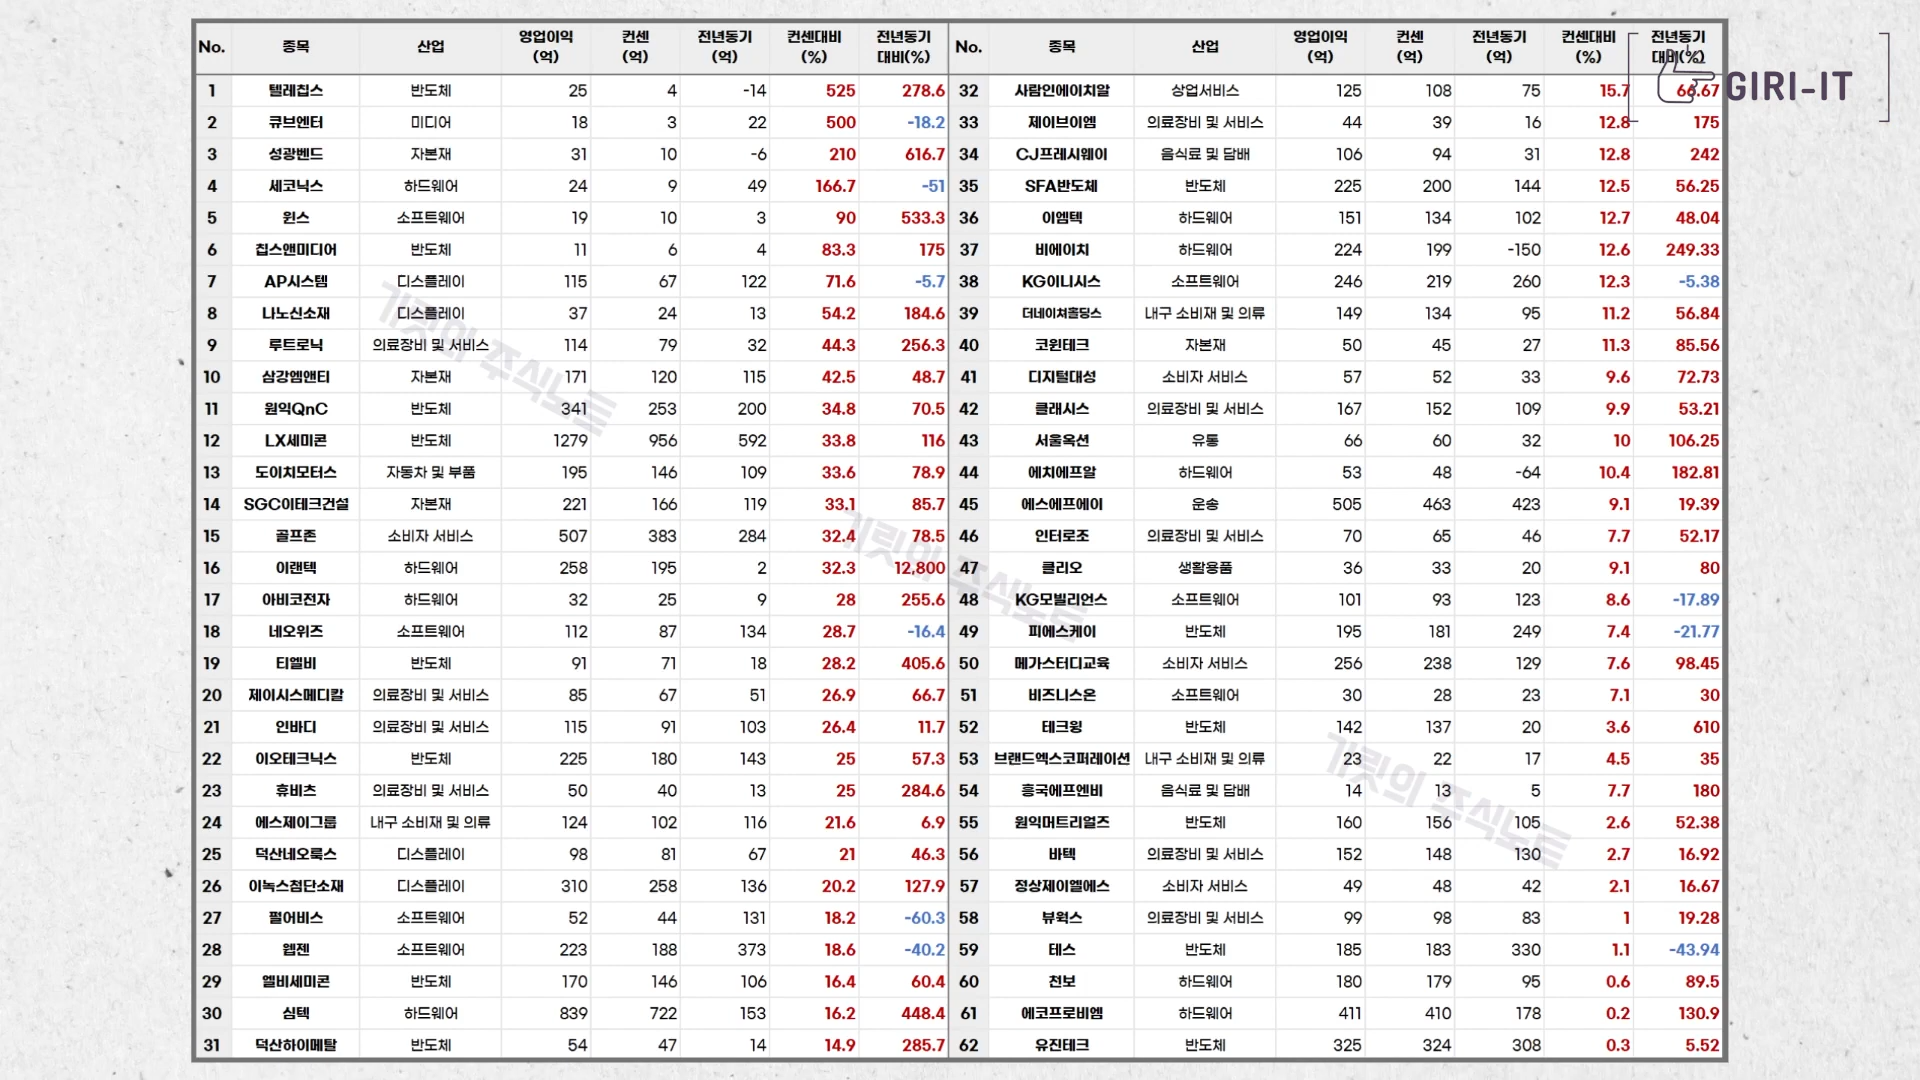 No. 종목 산업 영업이익(억) 컨센(억) 전년동기(억) 컨센대비(%) 전년동기대비(%)
1 텔레칩스 반도체 25 4 -14 525 278.6
2 큐브엔터 미디어 18 3 22 500 -18.2
3 성광벤드 자본재 31 10 -6 210 616.7
4 세코닉스 하드웨어 24 9 49 166.7 -51
5 윈스 소프트웨어 19 10 3 90 533.3
6 칩스앤미디어 반도체 11 6 4 83.3 175
7 AP시스템 디스플레이 115 67 122 71.6 -5.7
8 나노신소재 디스플레이 37 24 13 54.2 184.6
9 루트로닉 의료장비 및 서비스 114 79 32 44.3 256.3
10 삼강엠앤티 자본재 171 120 115 42.5 48.7
11 원익QnC 반도체 341 253 200 34.8 70.5
12 LX세미콘 반도체 1279 956 592 33.8 116
13 도이치모터스 자동차 및 부품 195 146 109 33.6 78.9
14 SGC이테크건설 자본재 221 166 119 33.1 85.7
15 골프존 소비자 서비스 507 383 284 32.4 78.5
16 이랜텍 하드웨어 258 195 2 32.3 12,800
17 아비코전자 하드웨어 32 25 9 28 255.6
18 네오위즈 소프트웨어 112 87 134 28.7 -16.4
19 티엘비 반도체 91 71 18 28.2 405.6
20 제이시스메디칼 의료장비 및 서비스 85 67 51 26.9 66.7
21 인바디 의료장비 및 서비스 115 91 103 26.4 11.7
22 이오테크닉스 반도체 225 180 143 25 57.3
23 휴비츠 의료장비 및 서비스 50 40 13 25 284.6
24 에스제이그룹 내구 소비재 및 의류 124 102 116 21.6 6.9
25 덕산네오룩스 디스플레이 98 81 67 21 46.3
26 이녹스첨단소재 디스플레이 310 258 136 20.2 127.9
27 펄어비스 소프트웨어 52 44 131 18.2 -60.3
28 웹젠 소프트웨어 223 188 373 18.6 -40.2
29 엘비세미콘 반도체 170 146 106 16.4 60.4
30 심텍 하드웨어 839 722 153 16.2 448.4
31 덕산하이메탈 반도체 54 47 14 14.9 285.7
No. 종목 산업 영업이익(억) 컨센(억) 전년동기(억) 컨센대비(%) 전년동기대비(%)
32 사람인에이치알 상업서비스 125 108 75 15.7 66.67
33 제이브이엠 의료장비 및 서비스 44 39 16 12.8 175
34 CJ프레시웨이 음식료 및 담배 106 94 31 12.8 242
35 SFA반도체 반도체 225 200 144 12.5 56.25
36 이엠텍 하드웨어 151 134 102 12.7 48.04
37 비에이치 하드웨어 224 199 -150 12.6 249.33
38 KG이니시스 소프트웨어 246 219 260 12.3 -5.38
39 더네이쳐홀딩스 내구 소비재 및 의류 149 134 95 11.2 56.84
40 코윈테크 자본재 50 45 27 11.3 85.56
41 디지털대성 소비자 서비스 57 52 33 9.6 72.73
42 클래시스 의료장비 및 서비스 167 152 109 9.9 53.21
43 서울옥션 유통 66 60 32 10 106.25
44 에치에프알 하드웨어 53 48 -64 10.4 182.81
45 에스에프에이 운송 505 463 423 9.1 19.39
46 인터로조 의료장비 및 서비스 70 65 46 7.7 52.17
47 클리오 생활용품 36 33 20 9.1 80
48 KG모빌리언스 소프트웨어 101 93 123 8.6 -17.89
49 피에스케이 반도체 195 181 249 7.4 -21.77
50 메가스터디교육 소비자 서비스 256 238 129 7.6 98.45
51 비즈니스온 소프트웨어 30 28 23 7.1 30
52 테크윙 반도체 142 137 20 3.6 610
53 브랜드엑스코퍼레이션 내구 소비재 및 의류 23 22 17 4.5 35
54 흥국에프엔비 음식료 및 담배 14 13 5 7.7 180
55 원익머트리얼즈 반도체 160 156 105 2.6 52.38
56 바텍 의료장비 및 서비스 152 148 130 2.7 16.92
57 정상제이엘에스 소비자 서비스 49 48 42 2.1 16.67
58 뷰웍스 의료장비 및 서비스 99 98 83 1 19.28
59 테스 반도체 185 183 330 1.1 -43.94
60 천보 하드웨어 180 179 95 0.6 89.5
61 에코프로비엠 하드웨어 411 410 178 0.2 130.9
62 유진테크 반도체 325 324 308 0.3 5.52
GIRI-IT
기릿의 주식노트
기릿의 주식노트
기릿의 주식노트